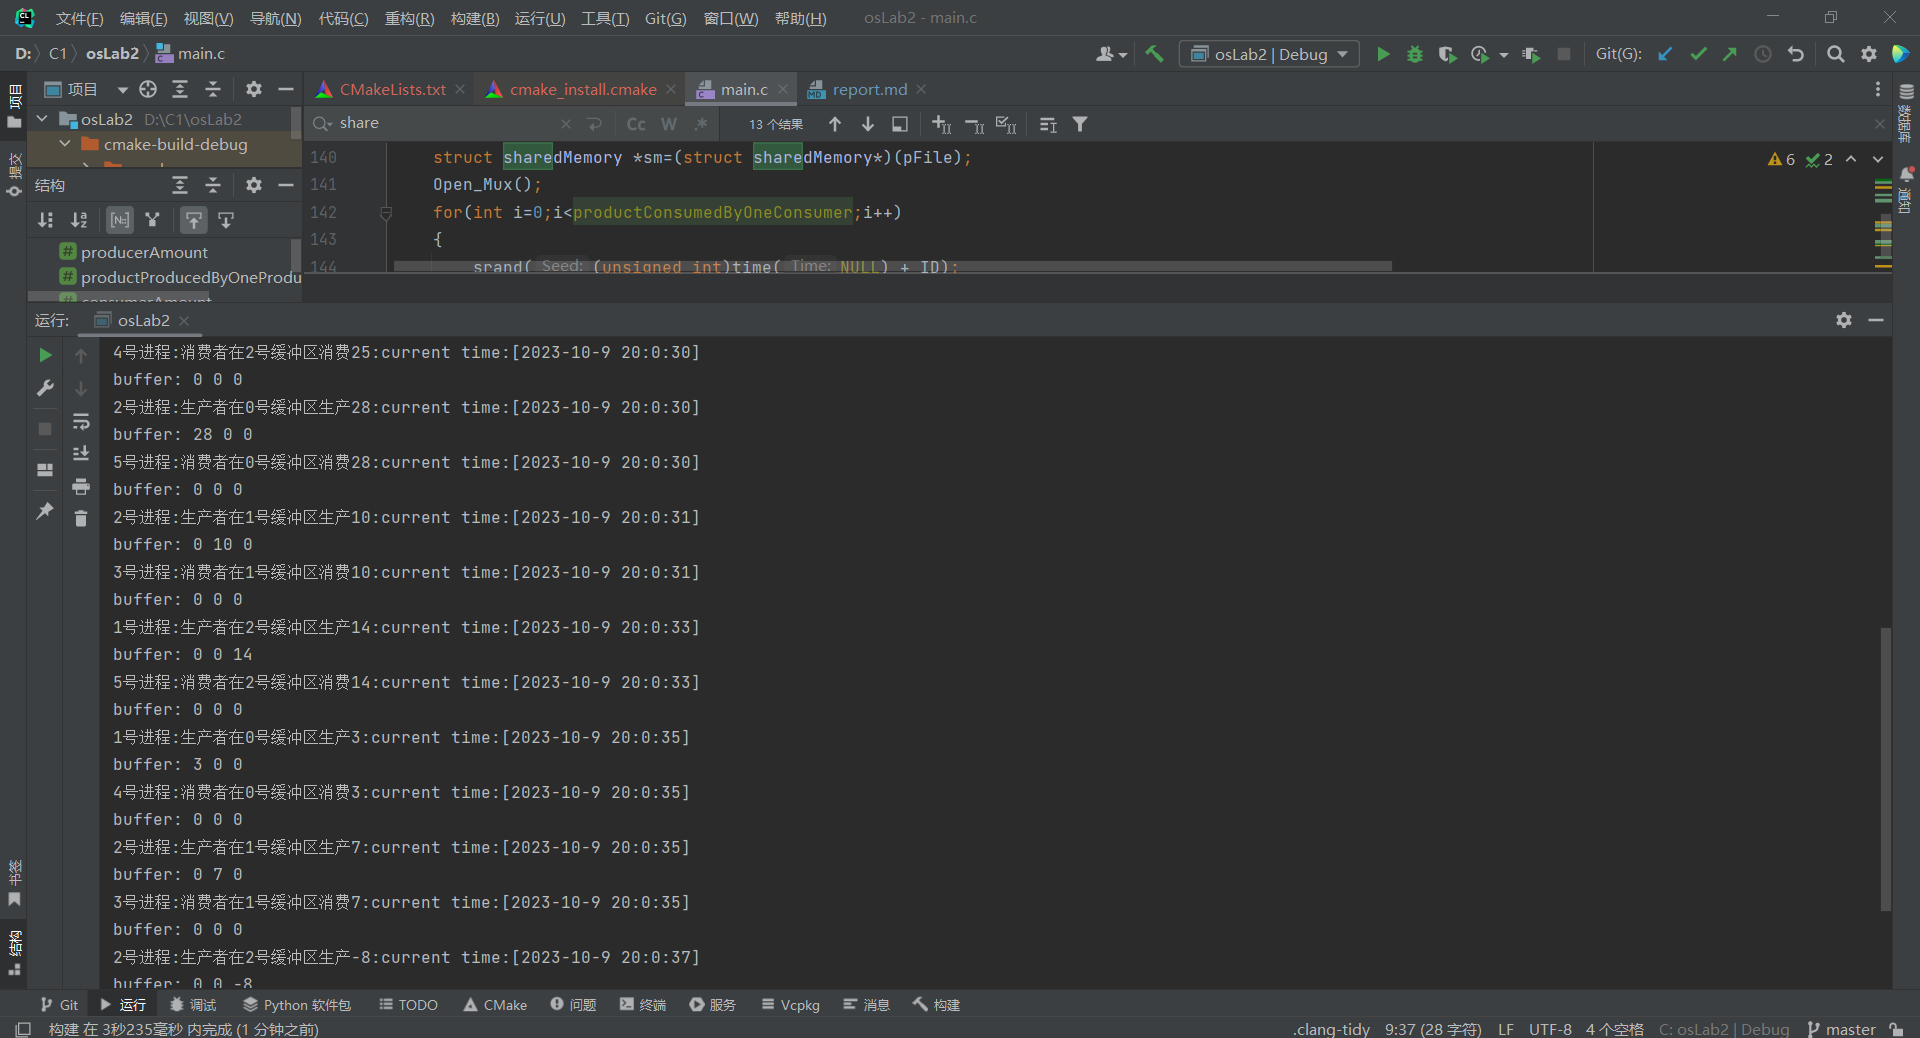 文件(F) 编辑(E) 视图(V) 导航(N) 代码(C) 重构(R) 构建(B) 运行(U) 工具(T) Git(G) 窗口(W) 帮助(H) osLab2 - main.c
D: C1 osLab2 main.c osLab2 | Debug Git(G):
项目 CMakeLists.txt cmake_install.cmake main.c report.md
项目
osLab2 D:\C1\osLab2
cmake-build-debug
share Cc W .* 13 个结果
数据库
提交
结构
通知
140 struct sharedMemory *sm=(struct sharedMemory*)(pFile);
141 Open_Mux();
142 for(int i=0;i<productConsumedByOneConsumer;i++)
143 {
144 srand( Seed: (unsigned int)time( Time: NULL) + ID);
6 2
producerAmount
productProducedByOneProdu
consumerAmount
运行: osLab2
4号进程:消费者在2号缓冲区消费25:current time:[2023-10-9 20:0:30]
buffer: 0 0 0
2号进程:生产者在0号缓冲区生产28:current time:[2023-10-9 20:0:30]
buffer: 28 0 0
5号进程:消费者在0号缓冲区消费28:current time:[2023-10-9 20:0:30]
buffer: 0 0 0
2号进程:生产者在1号缓冲区生产10:current time:[2023-10-9 20:0:31]
buffer: 0 10 0
3号进程:消费者在1号缓冲区消费10:current time:[2023-10-9 20:0:31]
buffer: 0 0 0
1号进程:生产者在2号缓冲区生产14:current time:[2023-10-9 20:0:33]
buffer: 0 0 14
5号进程:消费者在2号缓冲区消费14:current time:[2023-10-9 20:0:33]
buffer: 0 0 0
1号进程:生产者在0号缓冲区生产3:current time:[2023-10-9 20:0:35]
buffer: 3 0 0
4号进程:消费者在0号缓冲区消费3:current time:[2023-10-9 20:0:35]
buffer: 0 0 0
2号进程:生产者在1号缓冲区生产7:current time:[2023-10-9 20:0:35]
buffer: 0 7 0
3号进程:消费者在1号缓冲区消费7:current time:[2023-10-9 20:0:35]
buffer: 0 0 0
2号进程:生产者在2号缓冲区生产-8:current time:[2023-10-9 20:0:37]
buffer: 0 0 -8
书签
结构
Git 运行 调试 Python 软件包 TODO CMake 问题 终端 服务 Vcpkg 消息 构建
构建 在 3秒235毫秒 内完成 (1 分钟之前) .clang-tidy 9:37 (28 字符) LF UTF-8 4 个空格 C: osLab2 | Debug master